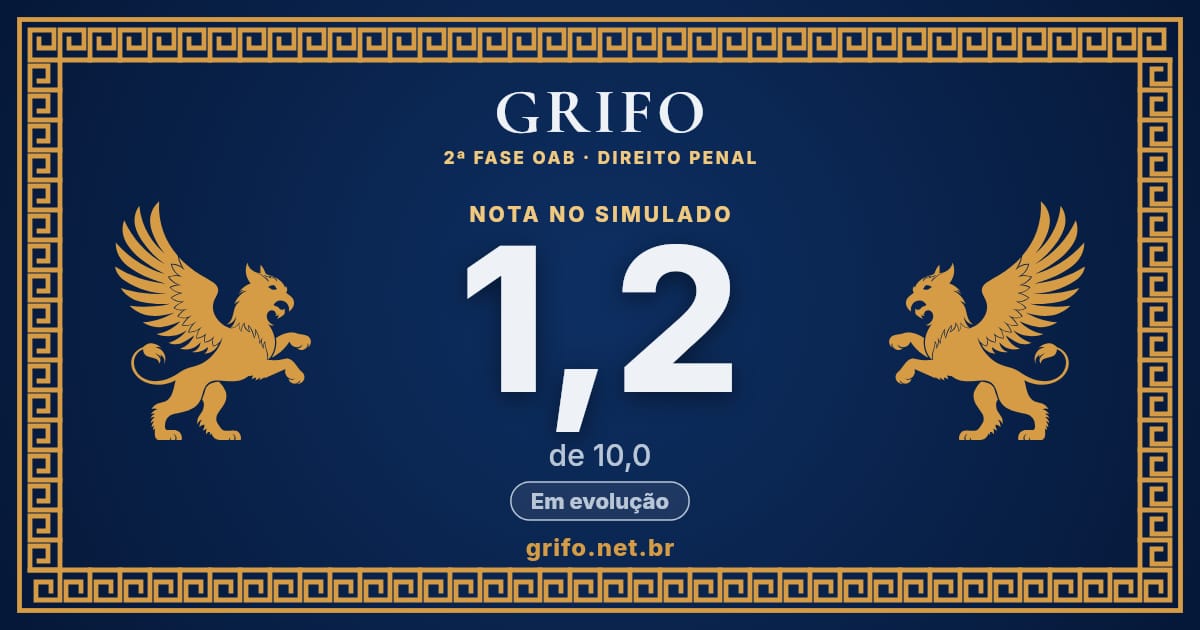 GRIFO
2ª FASE OAB · DIREITO PENAL
NOTA NO SIMULADO
1,2
de 10,0
Em evolução
grifo.net.br